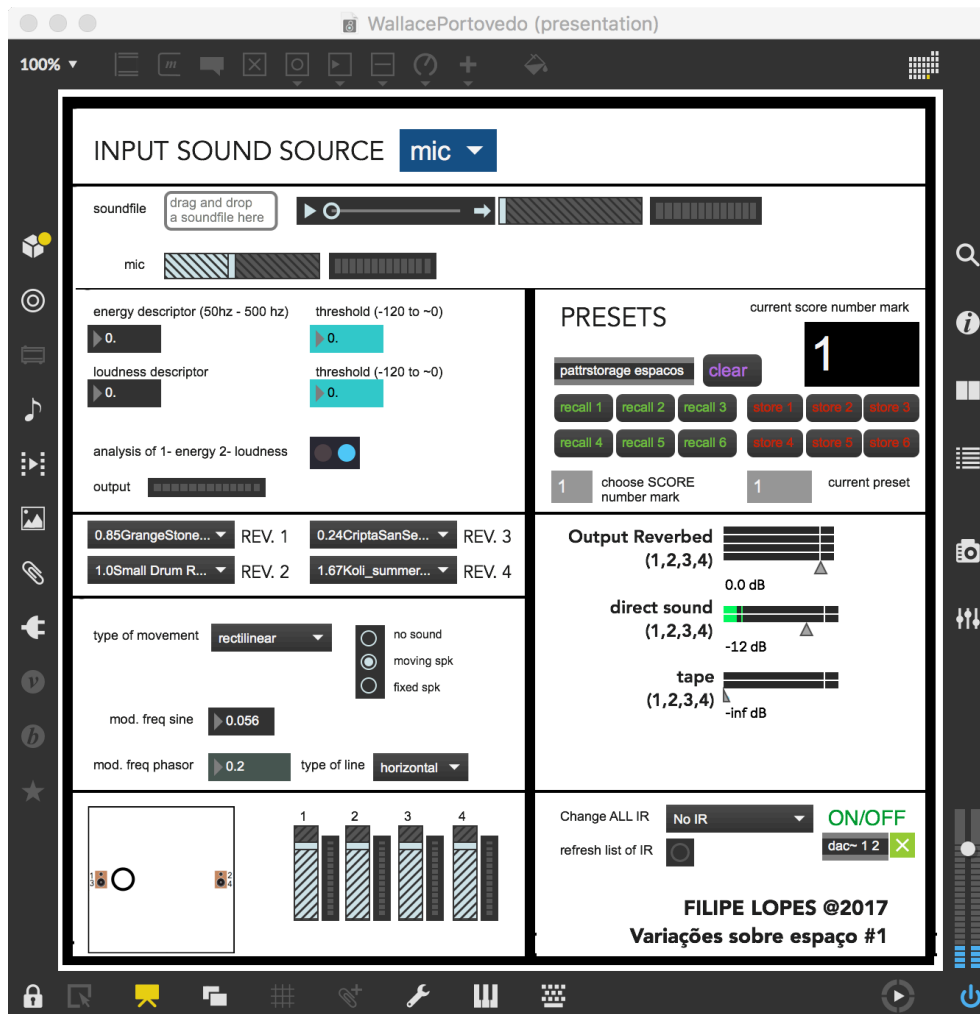 WallacePortovedo (presentation)
100%
INPUT SOUND SOURCE mic
soundfile
drag and drop
a soundfile here
mic
energy descriptor (50hz - 500 hz)
threshold (-120 to ~0)
0.
0.
loudness descriptor
threshold (-120 to ~0)
0.
0.
analysis of 1- energy 2- loudness
output
PRESETS
current score number mark
1
pattrstorage espacos
clear
recall 1 recall 2 recall 3 store 1 store 2 store 3
recall 4 recall 5 recall 6 store 4 store 5 store 6
1
choose SCORE
number mark
1
current preset
0.85GrangeStone... REV. 1 0.24CriptaSanSe... REV. 3
1.0Small Drum R... REV. 2 1.67Koli_summer... REV. 4
Output Reverbed
(1,2,3,4)
0.0 dB
direct sound
(1,2,3,4)
-12 dB
tape
(1,2,3,4)
-inf dB
type of movement rectilinear
no sound
moving spk
fixed spk
mod. freq sine 0.056
mod. freq phasor 0.2 type of line horizontal
1 2
3 4
1 2 3 4
Change ALL IR No IR
ON/OFF
refresh list of IR
dac~ 1 2
FILIPE LOPES @2017
Variações sobre espaço #1